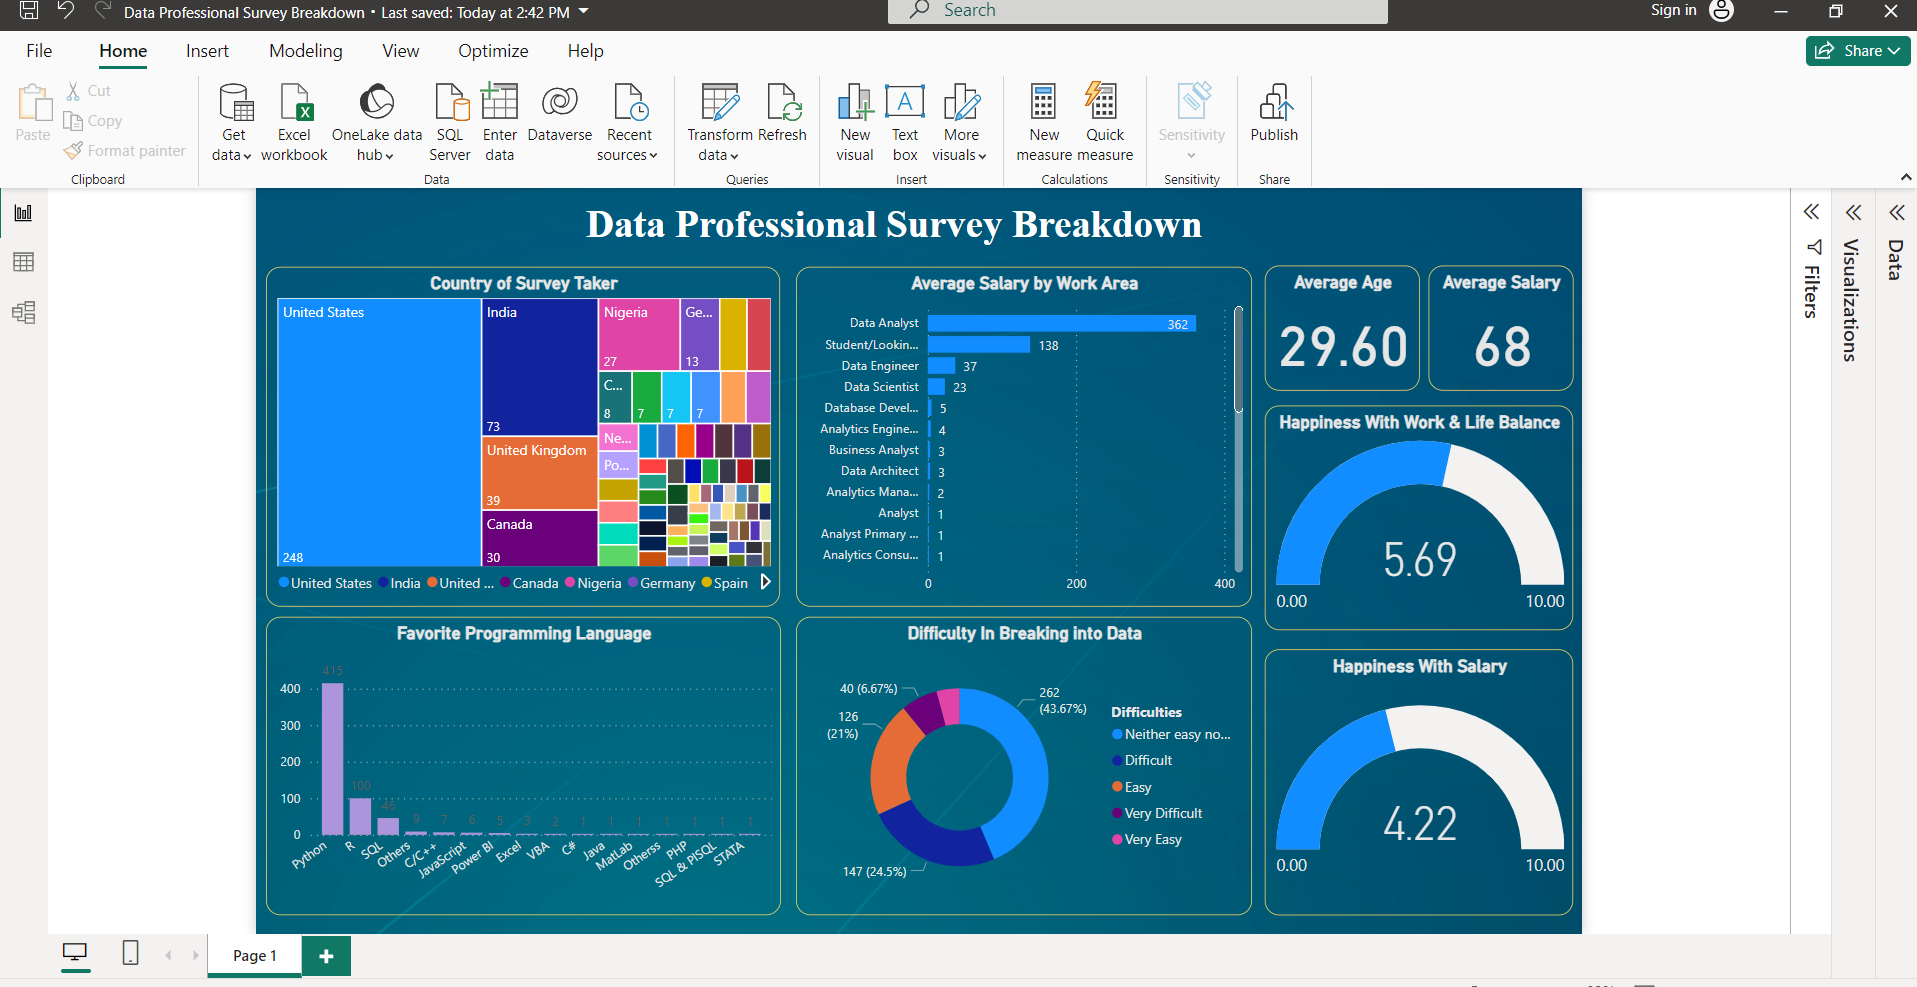 Data Professional Survey Breakdown • Last saved: Today at 2:42 PM
Search
Sign in
File Home Insert Modeling View Optimize Help
Share
Paste
Cut
Copy
Format painter
Clipboard
Get data
Excel workbook
OneLake data hub
SQL Server
Enter data
Dataverse
Recent sources
Data
Transform data
Refresh
Queries
New visual
Text box
More visuals
Insert
New measure
Quick measure
Calculations
Sensitivity
Sensitivity
Publish
Share
Data Professional Survey Breakdown
Country of Survey Taker
United States
248
India
73
United Kingdom
39
Canada
30
Nigeria
27
Ge...
13
C...
8
7
7
7
Ne...
Po...
United States India United ... Canada Nigeria Germany Spain
Average Salary by Work Area
Data Analyst 362
Student/Lookin... 138
Data Engineer 37
Data Scientist 23
Database Devel... 5
Analytics Engine... 4
Business Analyst 3
Data Architect 3
Analytics Mana... 2
Analyst 1
Analyst Primary ... 1
Analytics Consu... 1
0 200 400
Average Age
29.60
Average Salary
68
Happiness With Work & Life Balance
5.69
0.00 10.00
Favorite Programming Language
400
300
200
100
0
415 100 46 9 7 6 5 3 2 1 1 1 1 1 1 1
Python R SQL Others C/C++ JavaScript Power BI Excel VBA C# Java MatLab Otherss PHP SQL & PlSQL STATA
Difficulty In Breaking into Data
40 (6.67%)
126
(21%)
262
(43.67%)
147 (24.5%)
Difficulties
Neither easy no...
Difficult
Easy
Very Difficult
Very Easy
Happiness With Salary
4.22
0.00 10.00
Filters
Visualizations
Data
Page 1